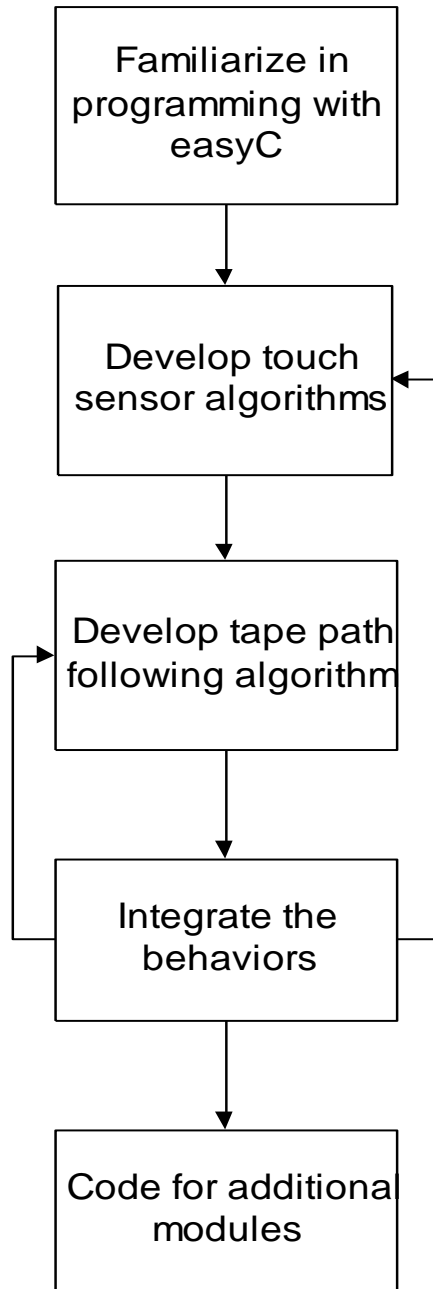 Familiarize in
programming with
easyC
Develop touch
sensor algorithms
Develop tape path
following algorithm
Integrate the
behaviors
Code for additional
modules